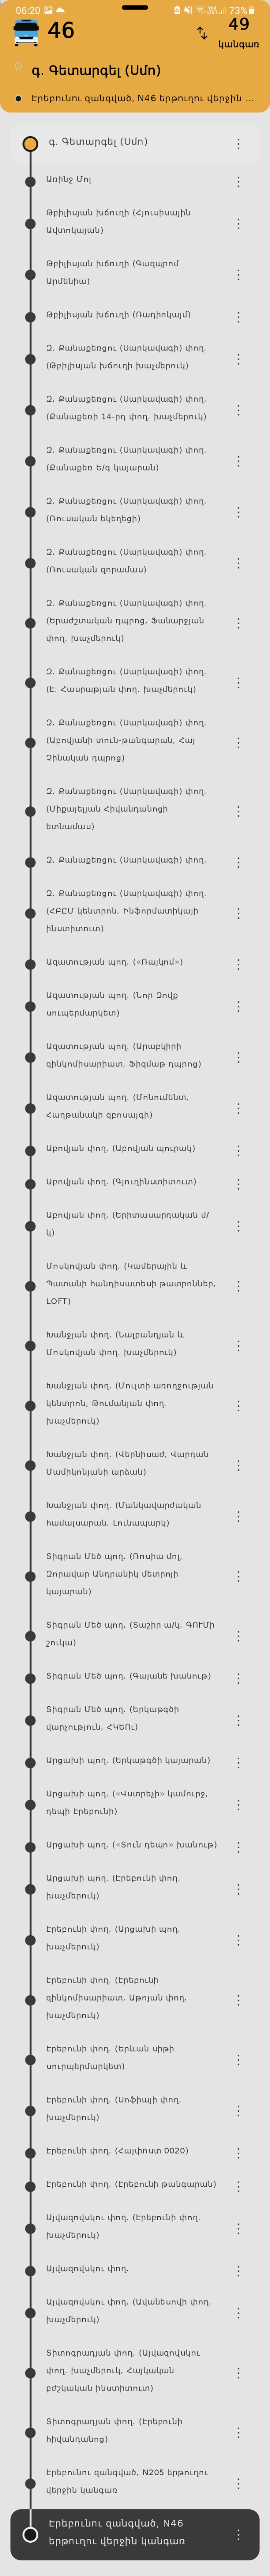 06:20
73%
46
49
կանգառ
գ. Գետարգել (Սմո)
Էրեբունու զանգված, N46 երթուղու վերջին ...
գ. Գետարգել (Սմո)
Առինջ Մոլ
Թբիլիսյան խճուղի (Հյուսիսային
Ավտոկայան)
Թբիլիսյան խճուղի (Գազպրոմ
Արմենիա)
Թբիլիսյան խճուղի (Ռադիոկայմ)
Զ. Քանաքեռցու (Սարկավագի) փող.
(Թբիլիսյան խճուղի խաչմերուկ)
Զ. Քանաքեռցու (Սարկավագի) փող.
(Քանաքեռի 14-րդ փող. խաչմերուկ)
Զ. Քանաքեռցու (Սարկավագի) փող.
(Քանաքեռ Ե/գ կայարան)
Զ. Քանաքեռցու (Սարկավագի) փող.
(Ռուսական եկեղեցի)
Զ. Քանաքեռցու (Սարկավագի) փող.
(Ռուսական զորամաս)
Զ. Քանաքեռցու (Սարկավագի) փող.
(Երաժշտական դպրոց, Ֆանարջյան
փող. խաչմերուկ)
Զ. Քանաքեռցու (Սարկավագի) փող.
(Է. Հասրաթյան փող. խաչմերուկ)
Զ. Քանաքեռցու (Սարկավագի) փող.
(Աբովյանի տուն-թանգարան, Հայ
Չինական դպրոց)
Զ. Քանաքեռցու (Սարկավագի) փող.
(Միքայելյան Հիվանդանոցի
ետնամաս)
Զ. Քանաքեռցու (Սարկավագի) փող.
Զ. Քանաքեռցու (Սարկավագի) փող.
(ՀԲԸՄ կենտրոն, Ինֆորմատիկայի
ինստիտուտ)
Ազատության պող. («Ռայկոմ»)
Ազատության պող. (Նոր Զովք
սուպերմարկետ)
Ազատության պող. (Արաբկիրի
զինկոմիսարիատ, Ֆիզմաթ դպրոց)
Ազատության պող. (Մոնումենտ,
Հաղթանակի զբոսայգի)
Աբովյան փող. (Աբովյան պուրակ)
Աբովյան փող. (Գյուղինստիտուտ)
Աբովյան փող. (Երիտասարդական մ/
կ)
Մոսկովյան փող. (Կամերային և
Պատանի հանդիսատեսի թատրոններ,
LOFT)
Խանջյան փող. (Նալբանդյան և
Մոսկովյան փող. խաչմերուկ)
Խանջյան փող. (Մուլտի առողջության
կենտրոն, Թումանյան փող.
խաչմերուկ)
Խանջյան փող. (Վերնիսաժ, Վարդան
Մամիկոնյանի արձան)
Խանջյան փող. (Մանկավարժական
համալսարան, Լունապարկ)
Տիգրան Մեծ պող. (Ռոսիա մոլ,
Զորավար Անդրանիկ մետրոյի
կայարան)
Տիգրան Մեծ պող. (Տաշիր ա/կ, ԳՈՒՄի
շուկա)
Տիգրան Մեծ պող. (Գայանե խանութ)
Տիգրան Մեծ պող. (Երկաթգծի
վարչություն, ՀԿԵՈւ)
Արցախի պող. (Երկաթգծի կայարան)
Արցախի պող. («Վստրեչի» կամուրջ,
դեպի Էրեբունի)
Արցախի պող. («Տուն դեպո» խանութ)
Արցախի պող. (Էրեբունի փող.
խաչմերուկ)
Էրեբունի փող. (Արցախի պող.
խաչմերուկ)
Էրեբունի փող. (Էրեբունի
զինկոմիսարիատ, Աթոյան փող.
խաչմերուկ)
Էրեբունի փող. (Երևան սիթի
սուրպերմարկետ)
Էրեբունի փող. (Սոֆիայի փող.
խաչմերուկ)
Էրեբունի փող. (Հայփոստ 0020)
Էրեբունի փող. (Էրեբունի թանգարան)
Այվազովսկու փող. (Էրեբունի փող.
խաչմերուկ)
Այվազովսկու փող.
Այվազովսկու փող. (Ավանեսովի փող.
խաչմերուկ)
Տիտոգրադյան փող. (Այվազովսկու
փող. խաչմերուկ, Հայկական
բժշկական ինստիտուտ)
Տիտոգրադյան փող. (Էրեբունի
հիվանդանոց)
Էրեբունու զանգված, N205 երթուղու
վերջին կանգառ
Էրեբունու զանգված, N46
երթուղու վերջին կանգառ